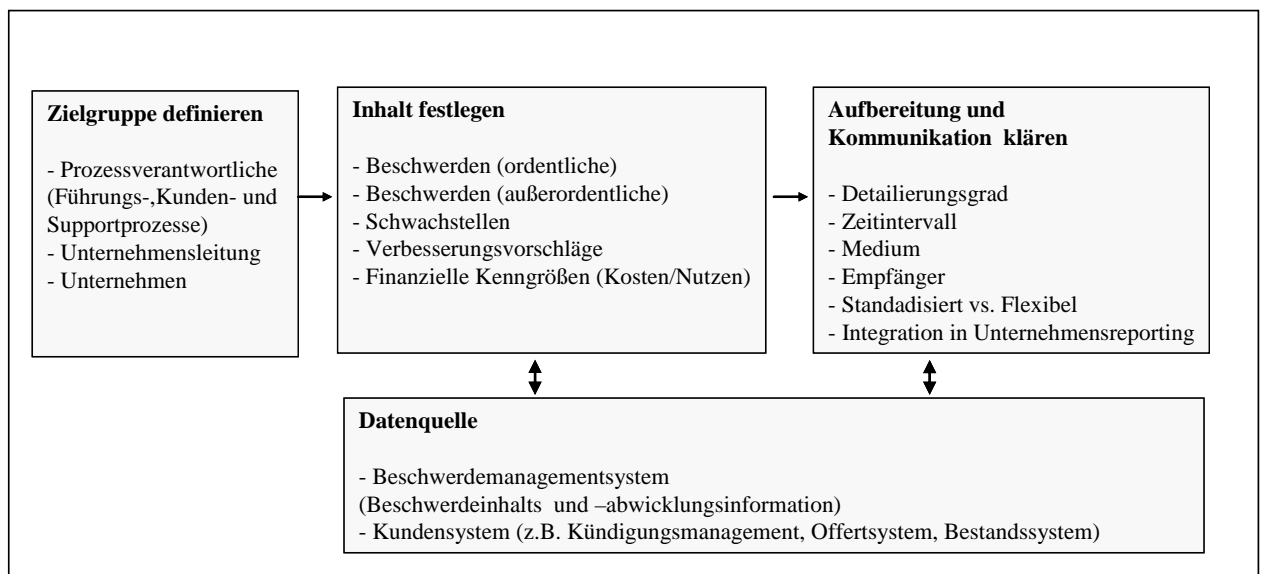 Zielgruppe definieren
- Prozessverantwortliche
(Führungs-,Kunden- und
Supportprozesse)
- Unternehmensleitung
- Unternehmen
Inhalt festlegen
- Beschwerden (ordentliche)
- Beschwerden (außerordentliche)
- Schwachstellen
- Verbesserungsvorschläge
- Finanzielle Kenngrößen (Kosten/Nutzen)
Aufbereitung und
Kommunikation klären
- Detailierungsgrad
- Zeitintervall
- Medium
- Empfänger
- Standadisiert vs. Flexibel
- Integration in Unternehmensreporting
Datenquelle
- Beschwerdemanagementsystem
(Beschwerdeinhalts und –abwicklungsinformation)
- Kundensystem (z.B. Kündigungsmanagement, Offertsystem, Bestandssystem)